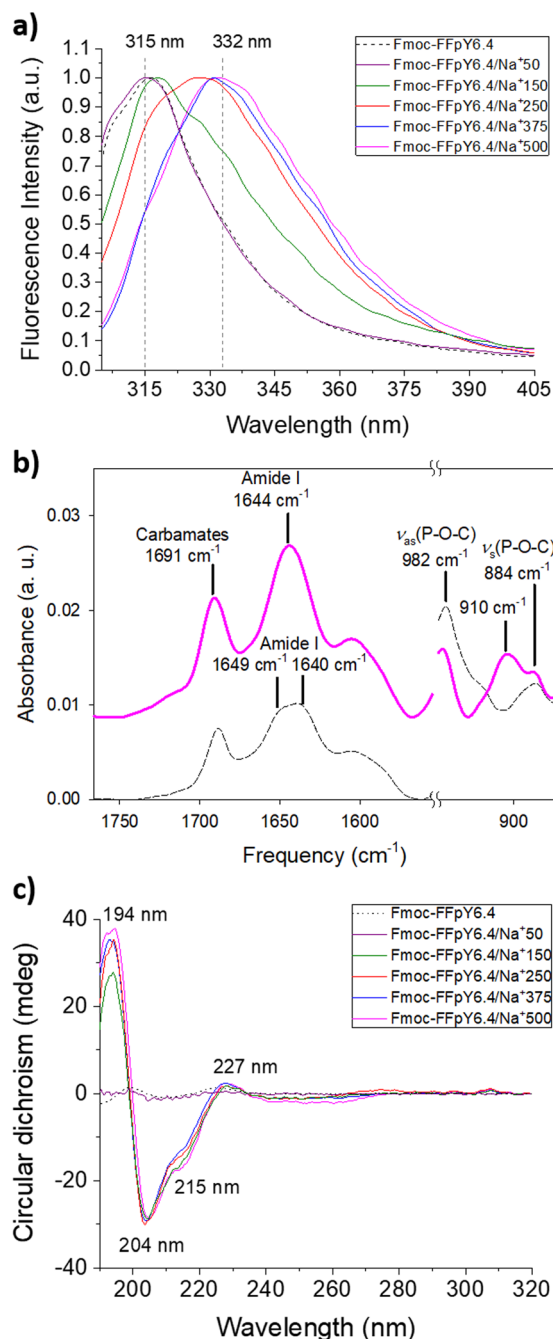 a)
315 nm
332 nm
Fmoc-FFpY6.4
Fmoc-FFpY6.4/Na⁺50
Fmoc-FFpY6.4/Na⁺150
Fmoc-FFpY6.4/Na⁺250
Fmoc-FFpY6.4/Na⁺375
Fmoc-FFpY6.4/Na⁺500
Fluorescence Intensity (a.u.)
1.0
0.9
0.8
0.7
0.6
0.5
0.4
0.3
0.2
0.1
0.0
315
330
345
360
375
390
405
Wavelength (nm)
b)
Amide I
1644 cm⁻¹
Carbamates
1691 cm⁻¹
νas(P-O-C)
982 cm⁻¹
νs(P-O-C)
884 cm⁻¹
910 cm⁻¹
Amide I
1649 cm⁻¹
1640 cm⁻¹
Absorbance (a. u.)
0.03
0.02
0.01
0.00
1750
1700
1650
1600
900
Frequency (cm⁻¹)
c)
194 nm
Fmoc-FFpY6.4
Fmoc-FFpY6.4/Na⁺50
Fmoc-FFpY6.4/Na⁺150
Fmoc-FFpY6.4/Na⁺250
Fmoc-FFpY6.4/Na⁺375
Fmoc-FFpY6.4/Na⁺500
227 nm
215 nm
204 nm
Circular dichroism (mdeg)
40
20
0
-20
-40
200
220
240
260
280
300
320
Wavelength (nm)